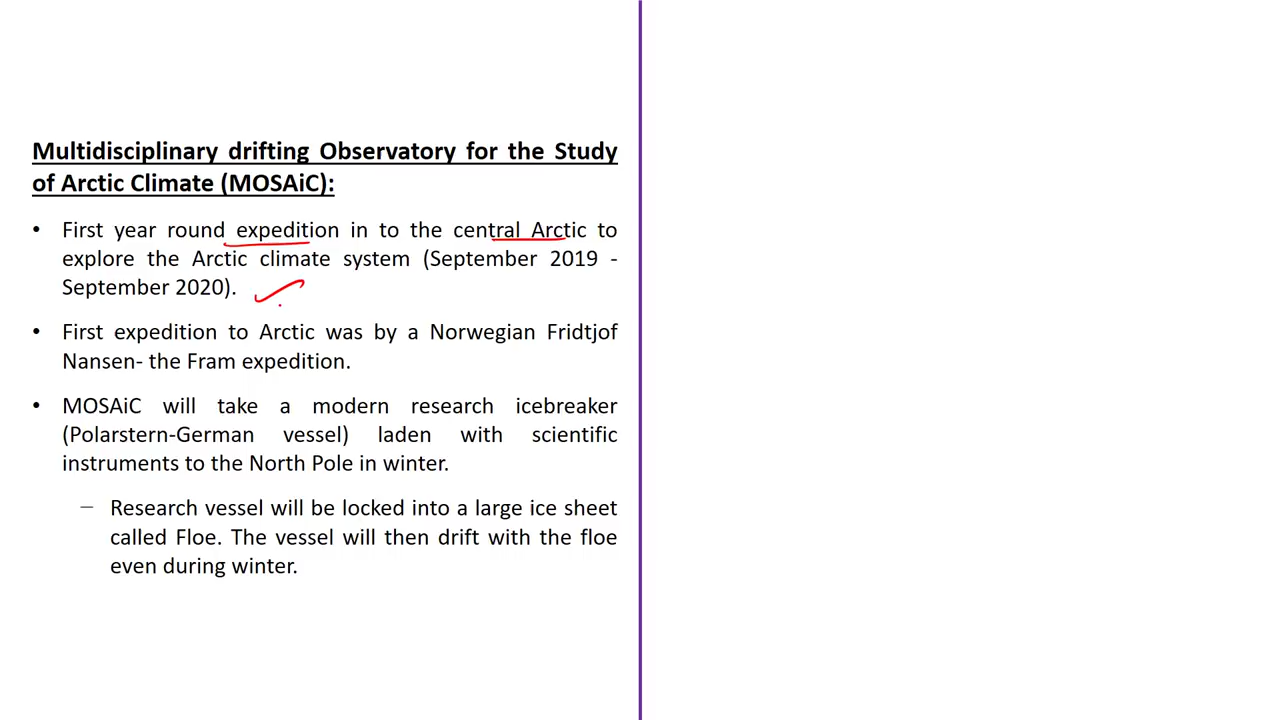 Multidisciplinary drifting Observatory for the Study
of Arctic Climate (MOSAiC):
• First year round expedition in to the central Arctic to
explore the Arctic climate system (September 2019 -
September 2020).
• First expedition to Arctic was by a Norwegian Fridtjof
Nansen- the Fram expedition.
• MOSAiC will take a modern research icebreaker
(Polarstern-German vessel) laden with scientific
instruments to the North Pole in winter.
– Research vessel will be locked into a large ice sheet
called Floe. The vessel will then drift with the floe
even during winter.